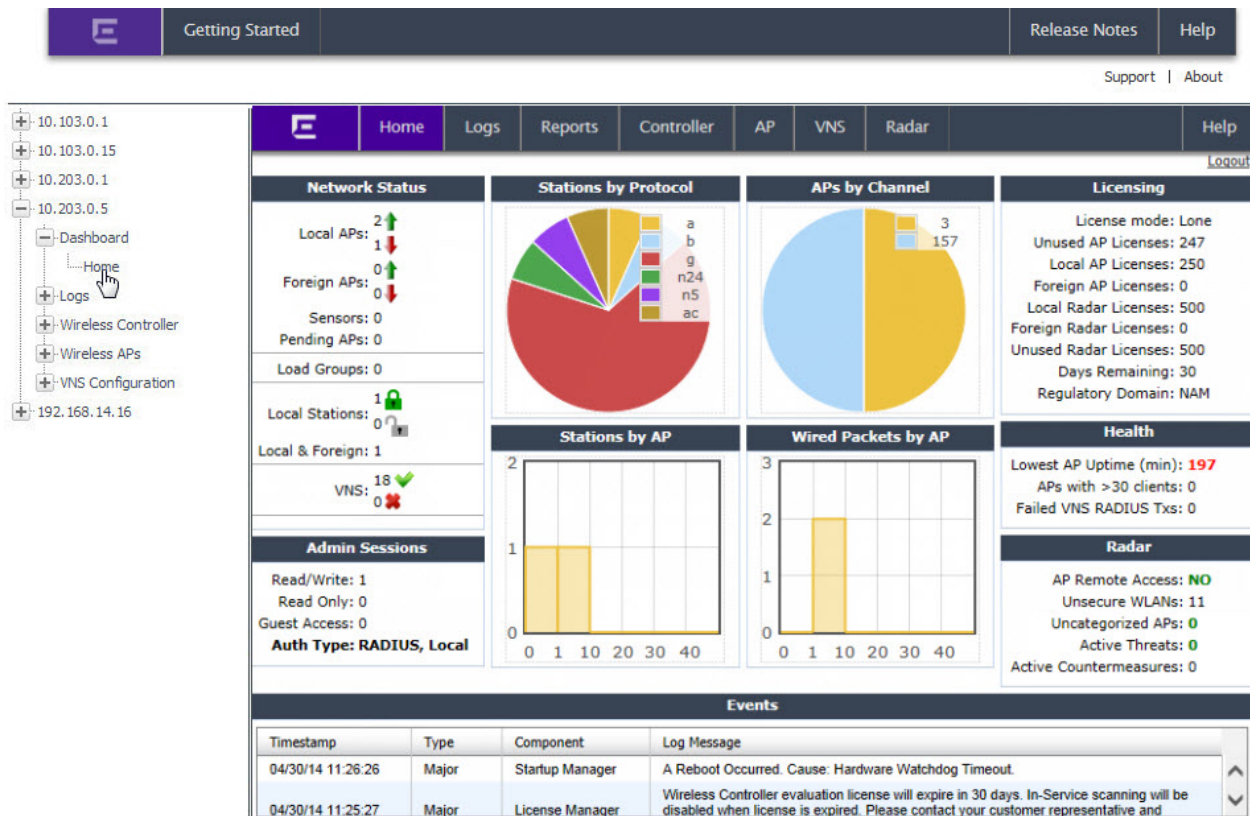 Getting Started
Release Notes
Help
Support | About
10.103.0.1
10.103.0.15
10.203.0.1
10.203.0.5
Dashboard
Home
Logs
Wireless Controller
Wireless APs
VNS Configuration
192.168.14.16
Home Logs Reports Controller AP VNS Radar Help
Logout
Network Status
Local APs: 2
1
Foreign APs: 0
0
Sensors: 0
Pending APs: 0
Load Groups: 0
Local Stations: 1
0
Local & Foreign: 1
VNS: 18
0
Admin Sessions
Read/Write: 1
Read Only: 0
Guest Access: 0
Auth Type: RADIUS, Local
Stations by Protocol
a
b
g
n24
n5
ac
APs by Channel
3
157
Stations by AP
2
1
0
0 1 10 20 30 40
Wired Packets by AP
3
2
1
0
0 1 10 20 30 40
Licensing
License mode: Lone
Unused AP Licenses: 247
Local AP Licenses: 250
Foreign AP Licenses: 0
Local Radar Licenses: 500
Foreign Radar Licenses: 0
Unused Radar Licenses: 500
Days Remaining: 30
Regulatory Domain: NAM
Health
Lowest AP Uptime (min): 197
APs with >30 clients: 0
Failed VNS RADIUS Txs: 0
Radar
AP Remote Access: NO
Unsecure WLANs: 11
Uncategorized APs: 0
Active Threats: 0
Active Countermeasures: 0
Events
Timestamp Type Component Log Message
04/30/14 11:26:26 Major Startup Manager A Reboot Occurred. Cause: Hardware Watchdog Timeout.
04/30/14 11:25:27 Major License Manager Wireless Controller evaluation license will expire in 30 days. In-Service scanning will be
disabled when license is expired. Please contact your customer representative and